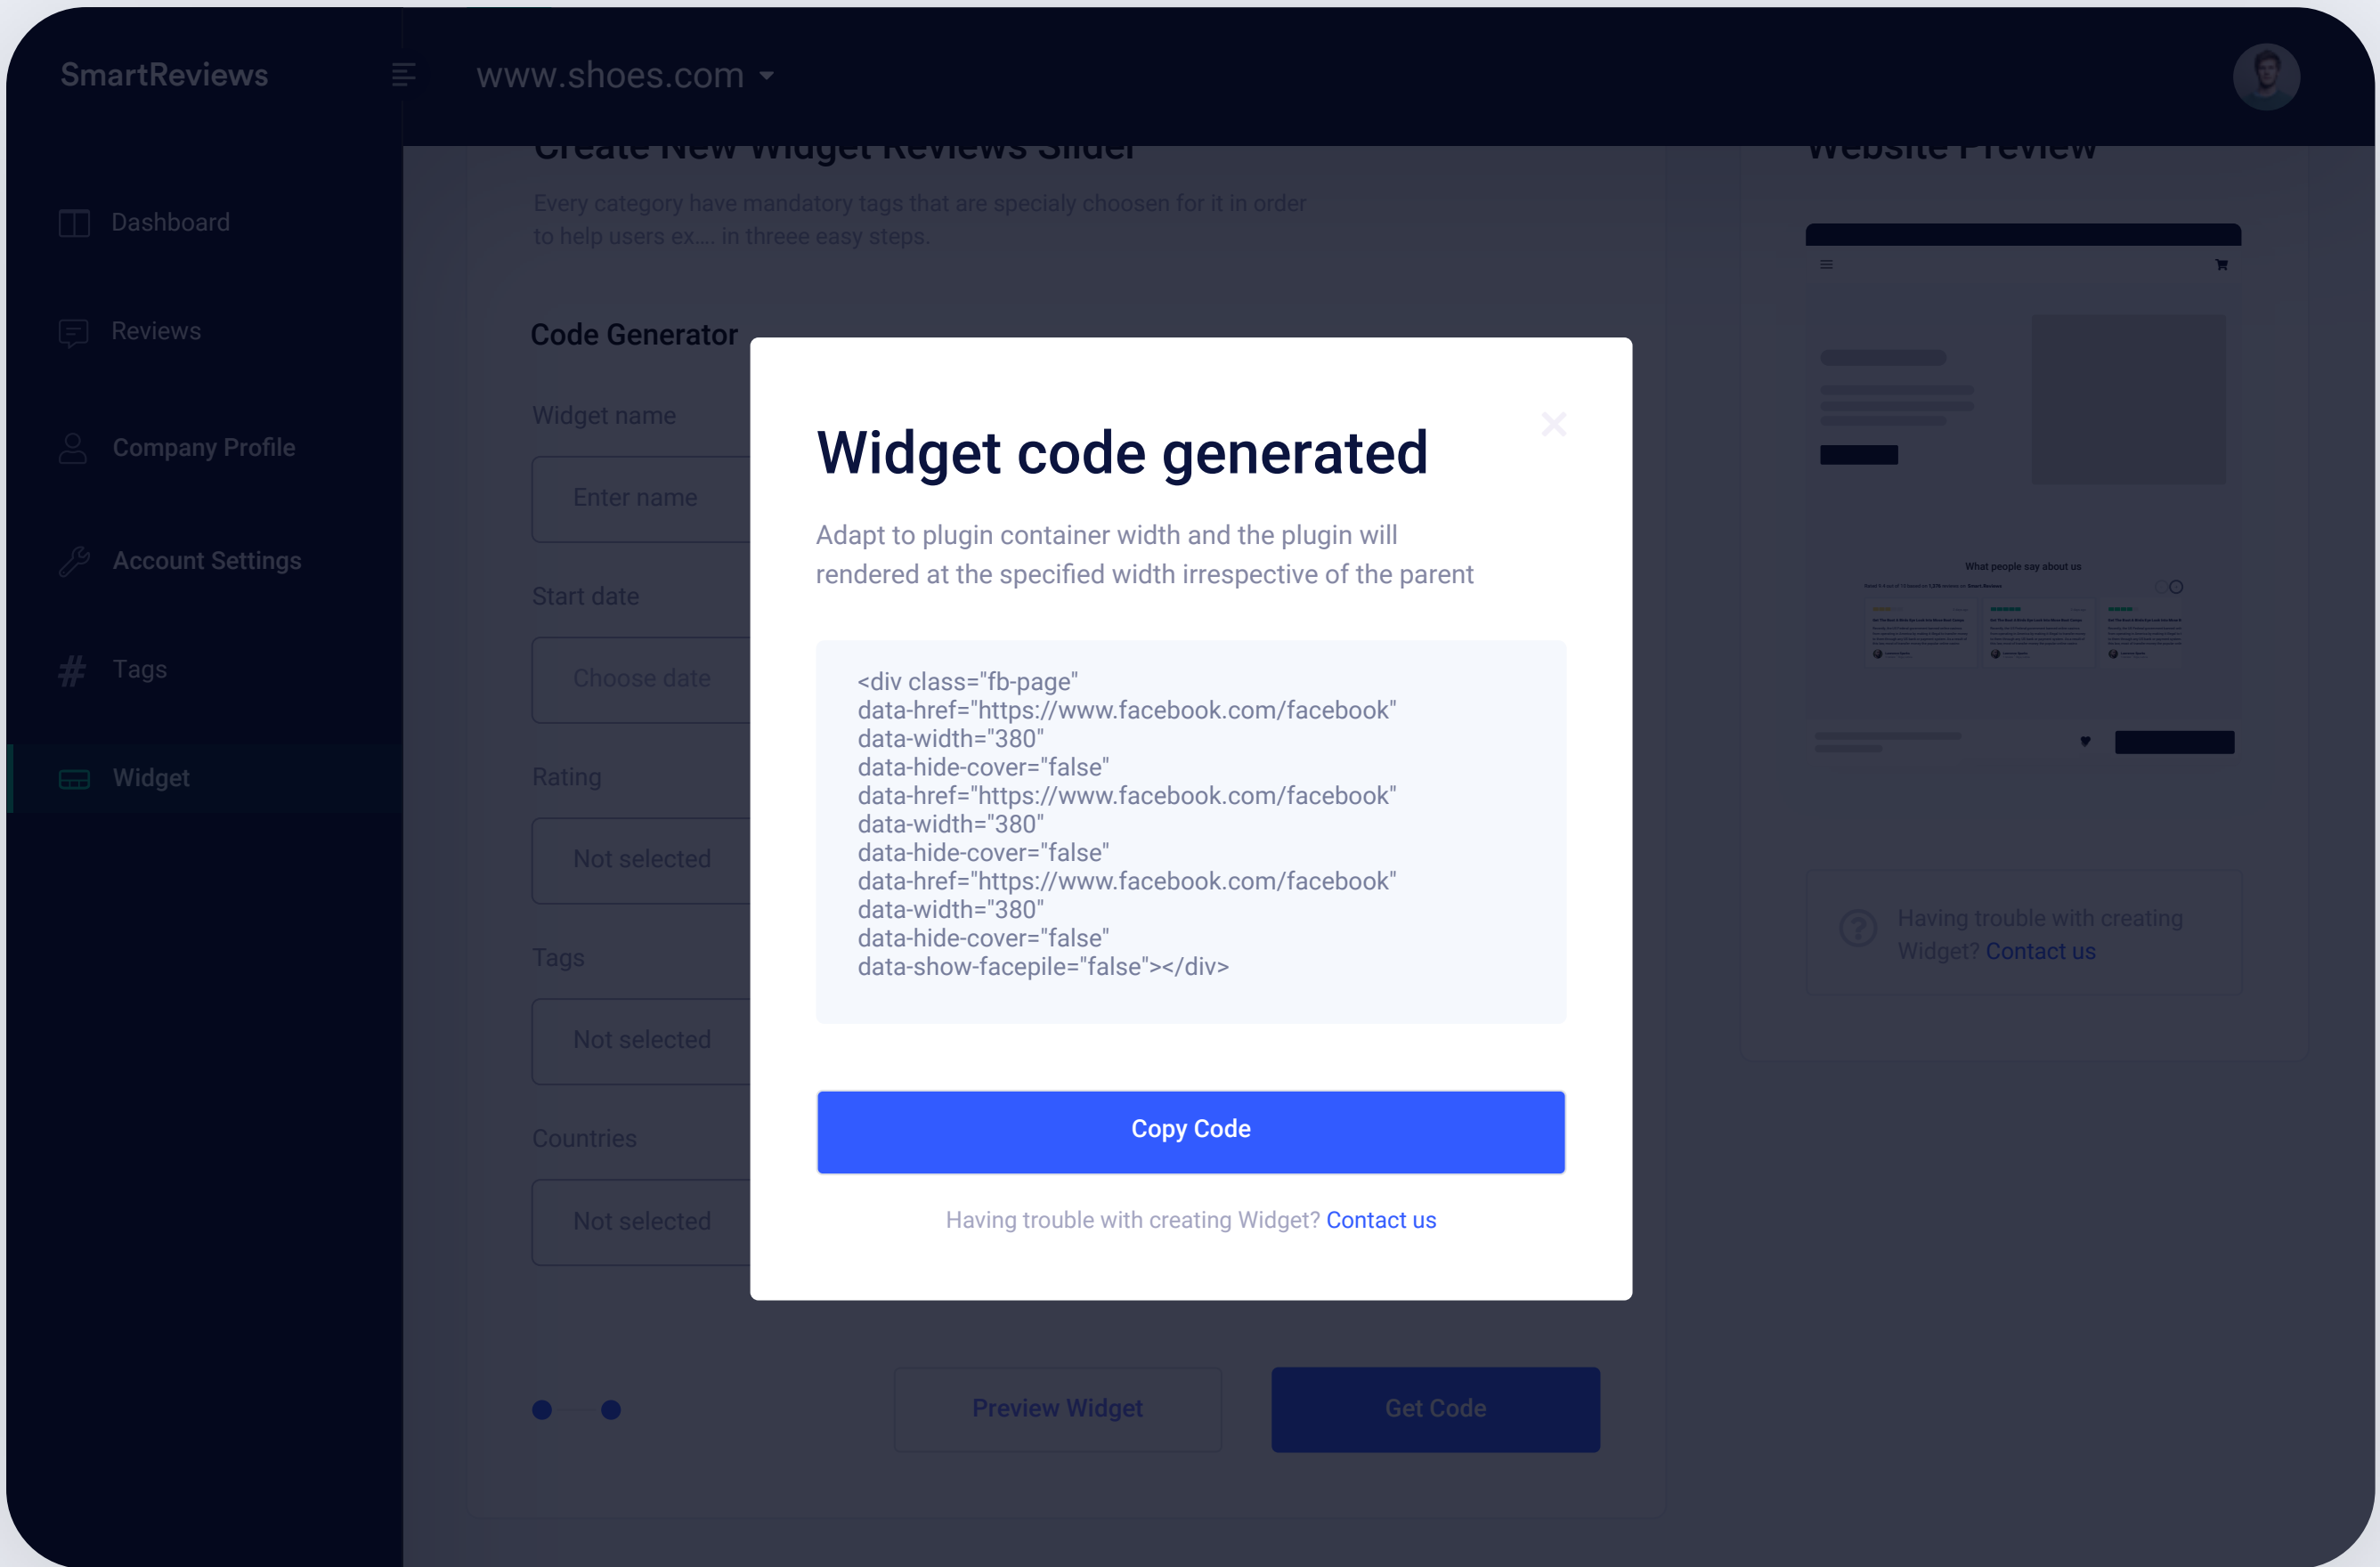 SmartReviews
www.shoes.com
Dashboard
Reviews
Company Profile
Account Settings
Tags
Widget
Create New Widget Reviews Slider
Every category have mandatory tags that are specialy choosen for it in order
to help users ex.... in threee easy steps.
Code Generator
Widget name
Enter name
Start date
Choose date
Rating
Not selected
Tags
Not selected
Countries
Not selected
Preview Widget
Get Code
Widget code generated
Adapt to plugin container width and the plugin will
rendered at the specified width irrespective of the parent
<div class="fb-page"
data-href="https://www.facebook.com/facebook"
data-width="380"
data-hide-cover="false"
data-href="https://www.facebook.com/facebook"
data-width="380"
data-hide-cover="false"
data-href="https://www.facebook.com/facebook"
data-width="380"
data-hide-cover="false"
data-show-facepile="false"></div>
Copy Code
Having trouble with creating Widget? Contact us
Website Preview
What people say about us
Having trouble with creating
Widget? Contact us